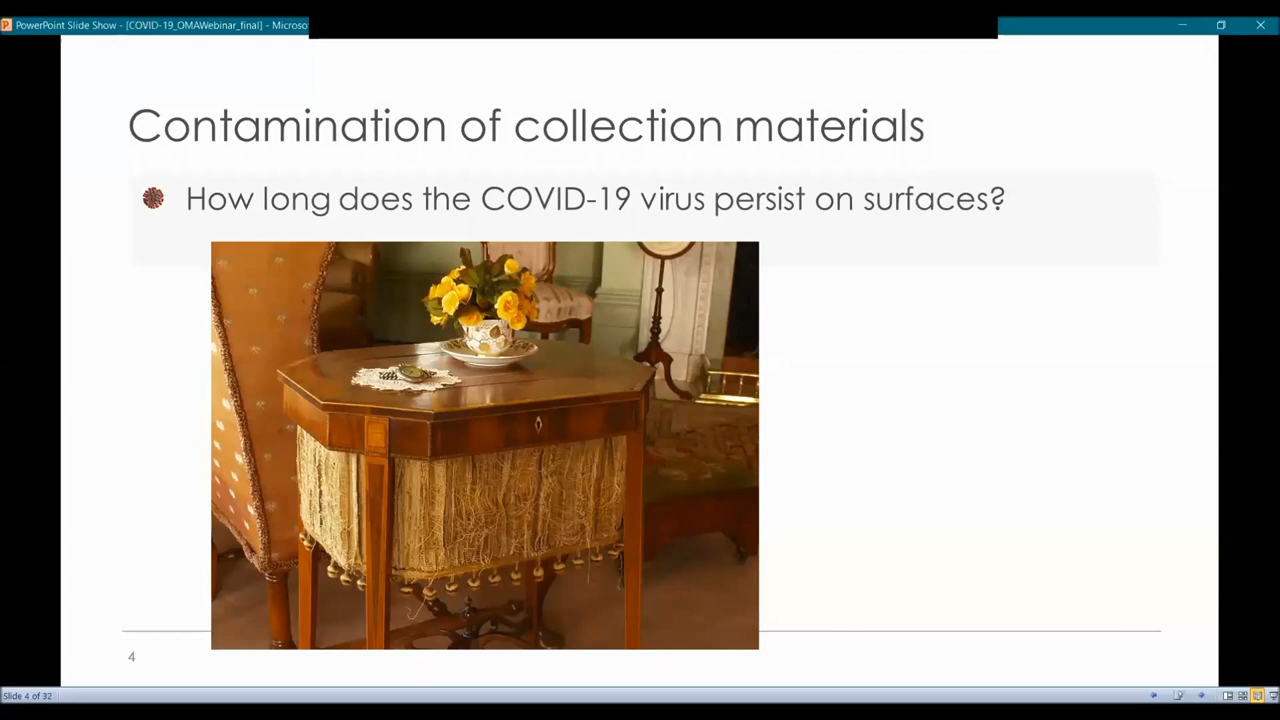 PowerPoint Slide Show - [COVID-19_OMAWebinar_final] - Microso
Contamination of collection materials
How long does the COVID-19 virus persist on surfaces?
4
Slide 4 of 32